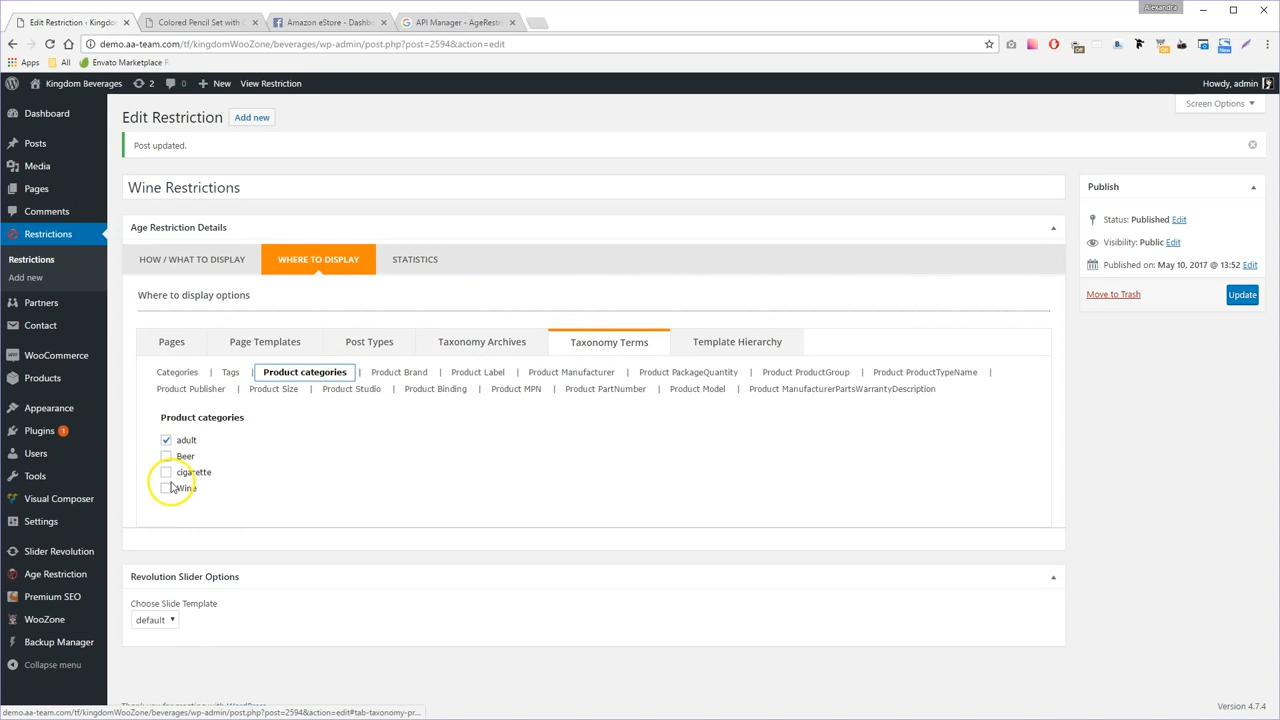 Alexandra
Edit Restriction ‹ Kingdo
Colored Pencil Set with C
Amazon eStore - Dashb
API Manager - AgeRestri
demo.aa-team.com/tf/kingdomWooZone/beverages/wp-admin/post.php?post=2594&action=edit
Apps
All
Envato Marketplace F
Kingdom Beverages
2
0
New
View Restriction
Howdy, admin
Dashboard
Posts
Media
Pages
Comments
Restrictions
Restrictions
Add new
Partners
Contact
WooCommerce
Products
Appearance
Plugins 1
Users
Tools
Visual Composer
Settings
Slider Revolution
Age Restriction
Premium SEO
WooZone
Backup Manager
Collapse menu
Screen Options
Edit Restriction
Add new
Post updated.
Wine Restrictions
Age Restriction Details
HOW / WHAT TO DISPLAY
WHERE TO DISPLAY
STATISTICS
Where to display options
Pages
Page Templates
Post Types
Taxonomy Archives
Taxonomy Terms
Template Hierarchy
Categories | Tags | Product categories | Product Brand | Product Label | Product Manufacturer | Product PackageQuantity | Product ProductGroup | Product ProductTypeName |
Product Publisher | Product Size | Product Studio | Product Binding | Product MPN | Product PartNumber | Product Model | Product ManufacturerPartsWarrantyDescription
Product categories
adult
Beer
cigarette
Wine
Revolution Slider Options
Choose Slide Template
default
Publish
Status: Published Edit
Visibility: Public Edit
Published on: May 10, 2017 @ 13:52 Edit
Move to Trash
Update
Version 4.7.4
demo.aa-team.com/tf/kingdomWooZone/beverages/wp-admin/post.php?post=2594&action=edit#tab-taxonomy-pr...